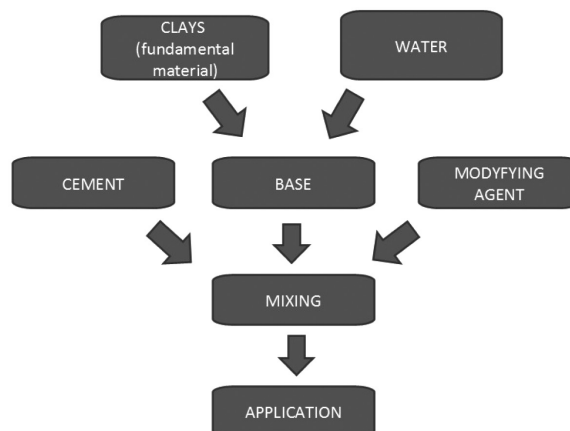 CLAYS
(fundamental
material)
WATER
CEMENT
BASE
MODYFYING
AGENT
MIXING
APPLICATION